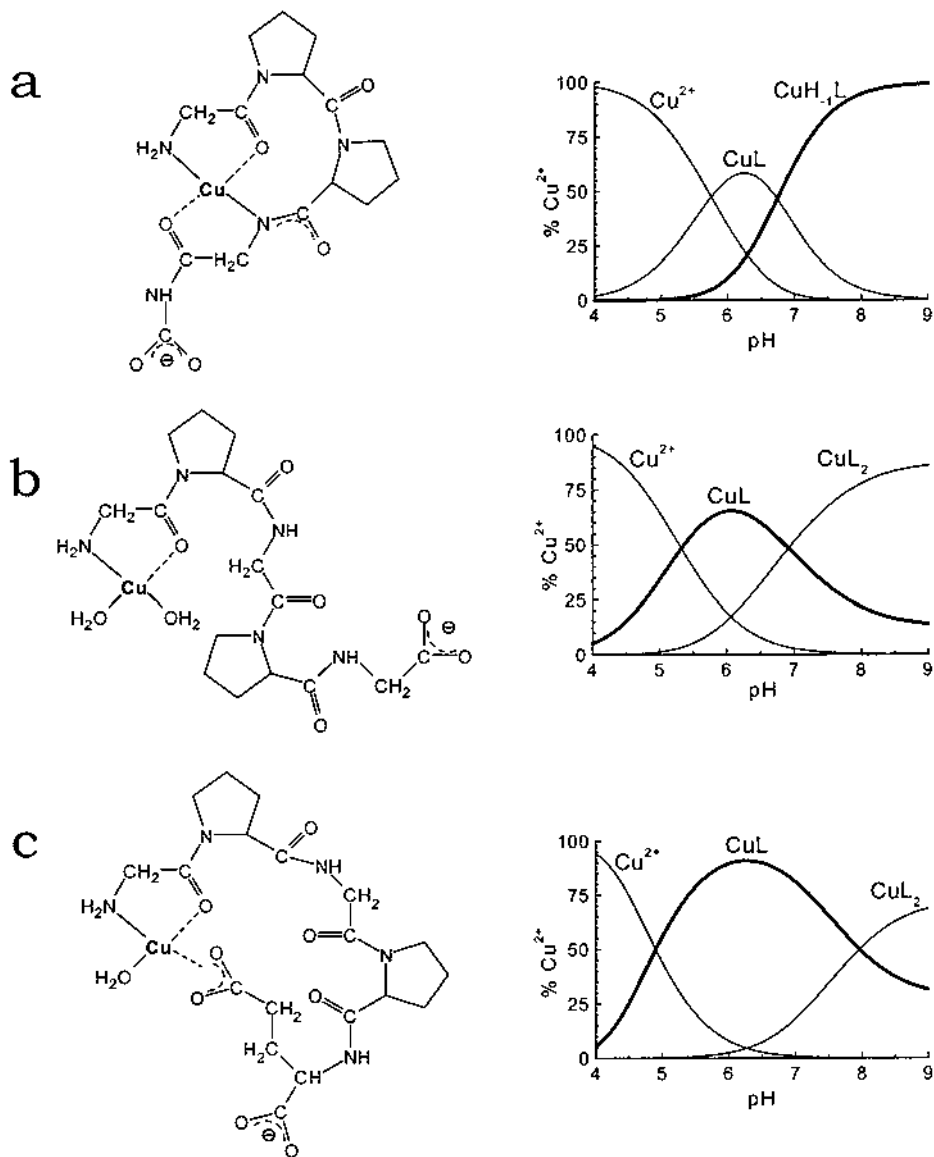 a
N
O
H₂C
C
C
H₂N
O
N
Cu
O
N
C
C
H₂C
O
NH
C
O
⊖
O
100
75
50
25
0
% Cu²⁺
Cu²⁺
CuL
CuH₋₁L
4 5 6 7 8 9
pH
b
N
O
C
CH₂
C
NH
H₂N
O
H₂C
Cu
H₂O
OH₂
C
O
N
NH
O
C
O
⊖
C
CH₂
O
100
75
50
25
0
% Cu²⁺
Cu²⁺
CuL
CuL₂
4 5 6 7 8 9
pH
c
N
O
C
NH
CH₂
C
CH₂
H₂N
O
O
C
N
Cu
H₂O
O
C
O
CH₂
O
C
H₂C
NH
CH
O
C
⊖
O
100
75
50
25
0
% Cu²⁺
Cu²⁺
CuL
CuL₂
4 5 6 7 8 9
pH